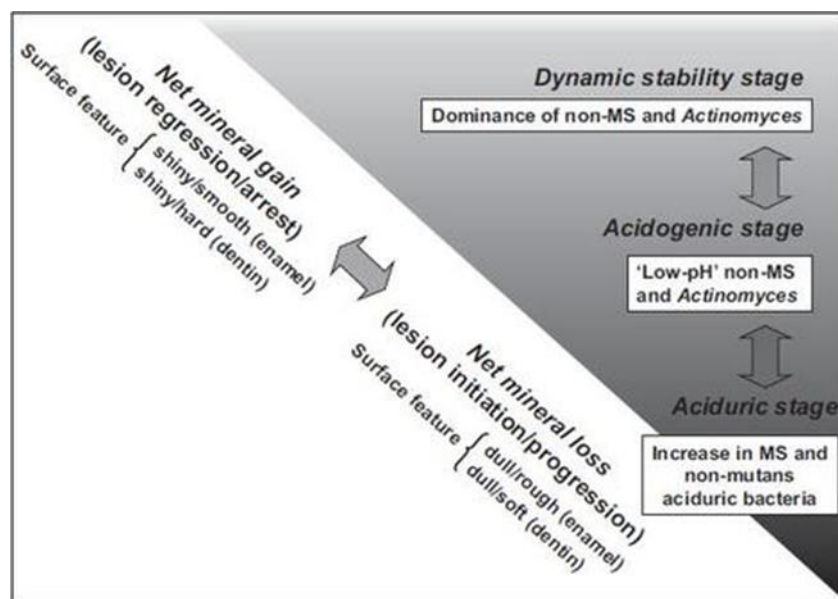 Net mineral gain
(lesion regression/arrest)
Surface feature
shiny/smooth (enamel)
shiny/hard (dentin)
Net mineral loss
(lesion initiation/progression)
Surface feature
dull/rough (enamel)
dull/soft (dentin)
Dynamic stability stage
Dominance of non-MS and Actinomyces
Acidogenic stage
‘Low-pH’ non-MS
and Actinomyces
Aciduric stage
Increase in MS and
non-mutans
aciduric bacteria